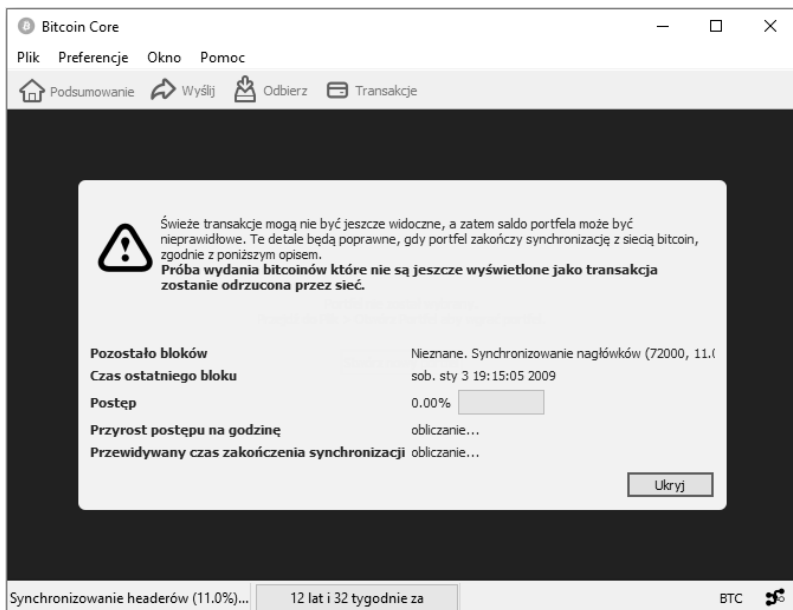 Bitcoin Core
Plik Preferencje Okno Pomoc
Podsumowanie Wyślij Odbierz Transakcje
Świeże transakcje mogą nie być jeszcze widoczne, a zatem saldo portfela może być
nieprawidłowe. Te detale będą poprawne, gdy portfel zakończy synchronizację z siecią bitcoin,
zgodnie z poniższym opisem.
Próba wydania bitcoinów które nie są jeszcze wyświetlone jako transakcja
zostanie odrzucona przez sieć.
Pozostało bloków Nieznane. Synchronizowanie nagłówków (72000, 11.0
Czas ostatniego bloku sob. sty 3 19:15:05 2009
Postęp 0.00%
Przyrost postępu na godzinę obliczanie...
Przewidywany czas zakończenia synchronizacji obliczanie...
Ukryj
Synchronizowanie headerów (11.0%)... 12 lat i 32 tygodnie za BTC